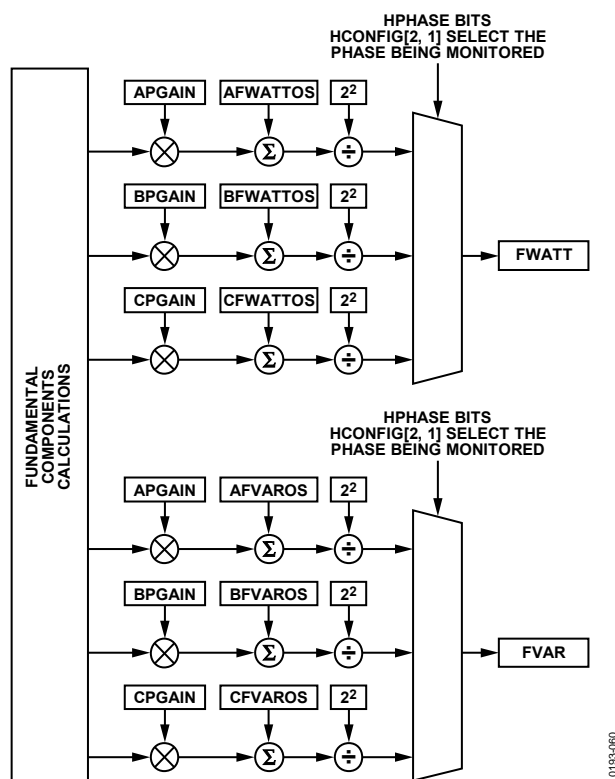 HPHASE BITS
HCONFIG[2, 1] SELECT THE
PHASE BEING MONITORED
APGAIN AFWATTOS 2²
Σ ÷
BPGAIN BFWATTOS 2²
Σ ÷
FWATT
CPGAIN CFWATTOS 2²
Σ ÷
FUNDAMENTAL
COMPONENTS
CALCULATIONS
HPHASE BITS
HCONFIG[2, 1] SELECT THE
PHASE BEING MONITORED
APGAIN AFVAROS 2²
Σ ÷
BPGAIN BFVAROS 2²
Σ ÷
FVAR
CPGAIN CFVAROS 2²
Σ ÷